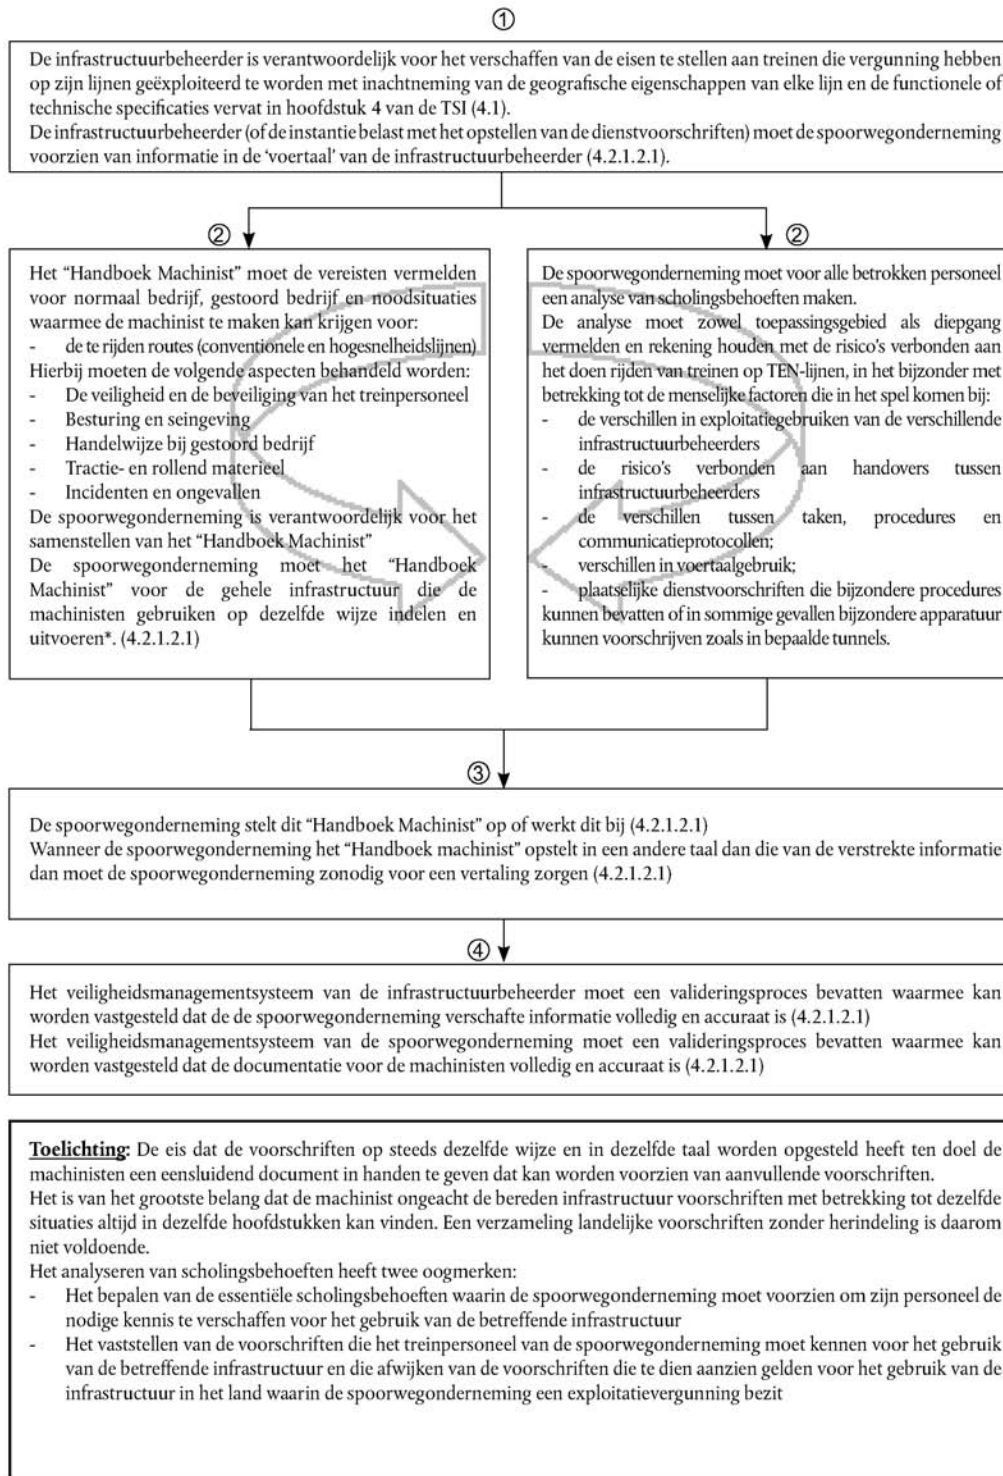 ①
De infrastructuurbeheerder is verantwoordelijk voor het verschaffen van de eisen te stellen aan treinen die vergunning hebben
op zijn lijnen geëxploiteerd te worden met inachtneming van de geografische eigenschappen van elke lijn en de functionele of
technische specificaties vervat in hoofdstuk 4 van de TSI (4.1).
De infrastructuurbeheerder (of de instantie belast met het opstellen van de dienstvoorschriften) moet de spoorwegonderneming
voorzien van informatie in de ‘voertaal’ van de infrastructuurbeheerder (4.2.1.2.1).
②
Het “Handboek Machinist” moet de vereisten vermelden
voor normaal bedrijf, gestoord bedrijf en noodsituaties
waarmee de machinist te maken kan krijgen voor:
- de te rijden routes (conventionele en hogesnelheidslijnen)
Hierbij moeten de volgende aspecten behandeld worden:
- De veiligheid en de beveiliging van het treinpersoneel
- Besturing en seingeving
- Handelwijze bij gestoord bedrijf
- Tractie- en rollend materieel
- Incidenten en ongevallen
De spoorwegonderneming is verantwoordelijk voor het
samenstellen van het “Handboek Machinist”
De spoorwegonderneming moet het “Handboek
Machinist” voor de gehele infrastructuur die de
machinisten gebruiken op dezelfde wijze indelen en
uitvoeren*. (4.2.1.2.1)
②
De spoorwegonderneming moet voor alle betrokken personeel
een analyse van scholingsbehoeften maken.
De analyse moet zowel toepassingsgebied als diepgang
vermelden en rekening houden met de risico's verbonden aan
het doen rijden van treinen op TEN-lijnen, in het bijzonder met
betrekking tot de menselijke factoren die in het spel komen bij:
- de verschillen in exploitatiegebruiken van de verschillende
infrastructuurbeheerders
- de risico's verbonden aan handovers tussen
infrastructuurbeheerders
- de verschillen tussen taken, procedures en
communicatieprotocollen;
- verschillen in voertaalgebruik;
- plaatselijke dienstvoorschriften die bijzondere procedures
kunnen bevatten of in sommige gevallen bijzondere apparatuur
kunnen voorschrijven zoals in bepaalde tunnels.
③
De spoorwegonderneming stelt dit “Handboek Machinist” op of werkt dit bij (4.2.1.2.1)
Wanneer de spoorwegonderneming het “Handboek machinist” opstelt in een andere taal dan die van de verstrekte informatie
dan moet de spoorwegonderneming zonodig voor een vertaling zorgen (4.2.1.2.1)
④
Het veiligheidsmanagementsysteem van de infrastructuurbeheerder moet een valideringsproces bevatten waarmee kan
worden vastgesteld dat de de spoorwegonderneming verschafte informatie volledig en accuraat is (4.2.1.2.1)
Het veiligheidsmanagementsysteem van de spoorwegonderneming moet een valideringsproces bevatten waarmee kan
worden vastgesteld dat de documentatie voor de machinisten volledig en accuraat is (4.2.1.2.1)
Toelichting: De eis dat de voorschriften op steeds dezelfde wijze en in dezelfde taal worden opgesteld heeft ten doel de
machinisten een eensluidend document in handen te geven dat kan worden voorzien van aanvullende voorschriften.
Het is van het grootste belang dat de machinist ongeacht de bereden infrastructuur voorschriften met betrekking tot dezelfde
situaties altijd in dezelfde hoofdstukken kan vinden. Een verzameling landelijke voorschriften zonder herindeling is daarom
niet voldoende.
Het analyseren van scholingsbehoeften heeft twee oogmerken:
- Het bepalen van de essentiële scholingsbehoeften waarin de spoorwegonderneming moet voorzien om zijn personeel de
nodige kennis te verschaffen voor het gebruik van de betreffende infrastructuur
- Het vaststellen van de voorschriften die het treinpersoneel van de spoorwegonderneming moet kennen voor het gebruik
van de betreffende infrastructuur en die afwijken van de voorschriften die te dien aanzien gelden voor het gebruik van de
infrastructuur in het land waarin de spoorwegonderneming een exploitatievergunning bezit